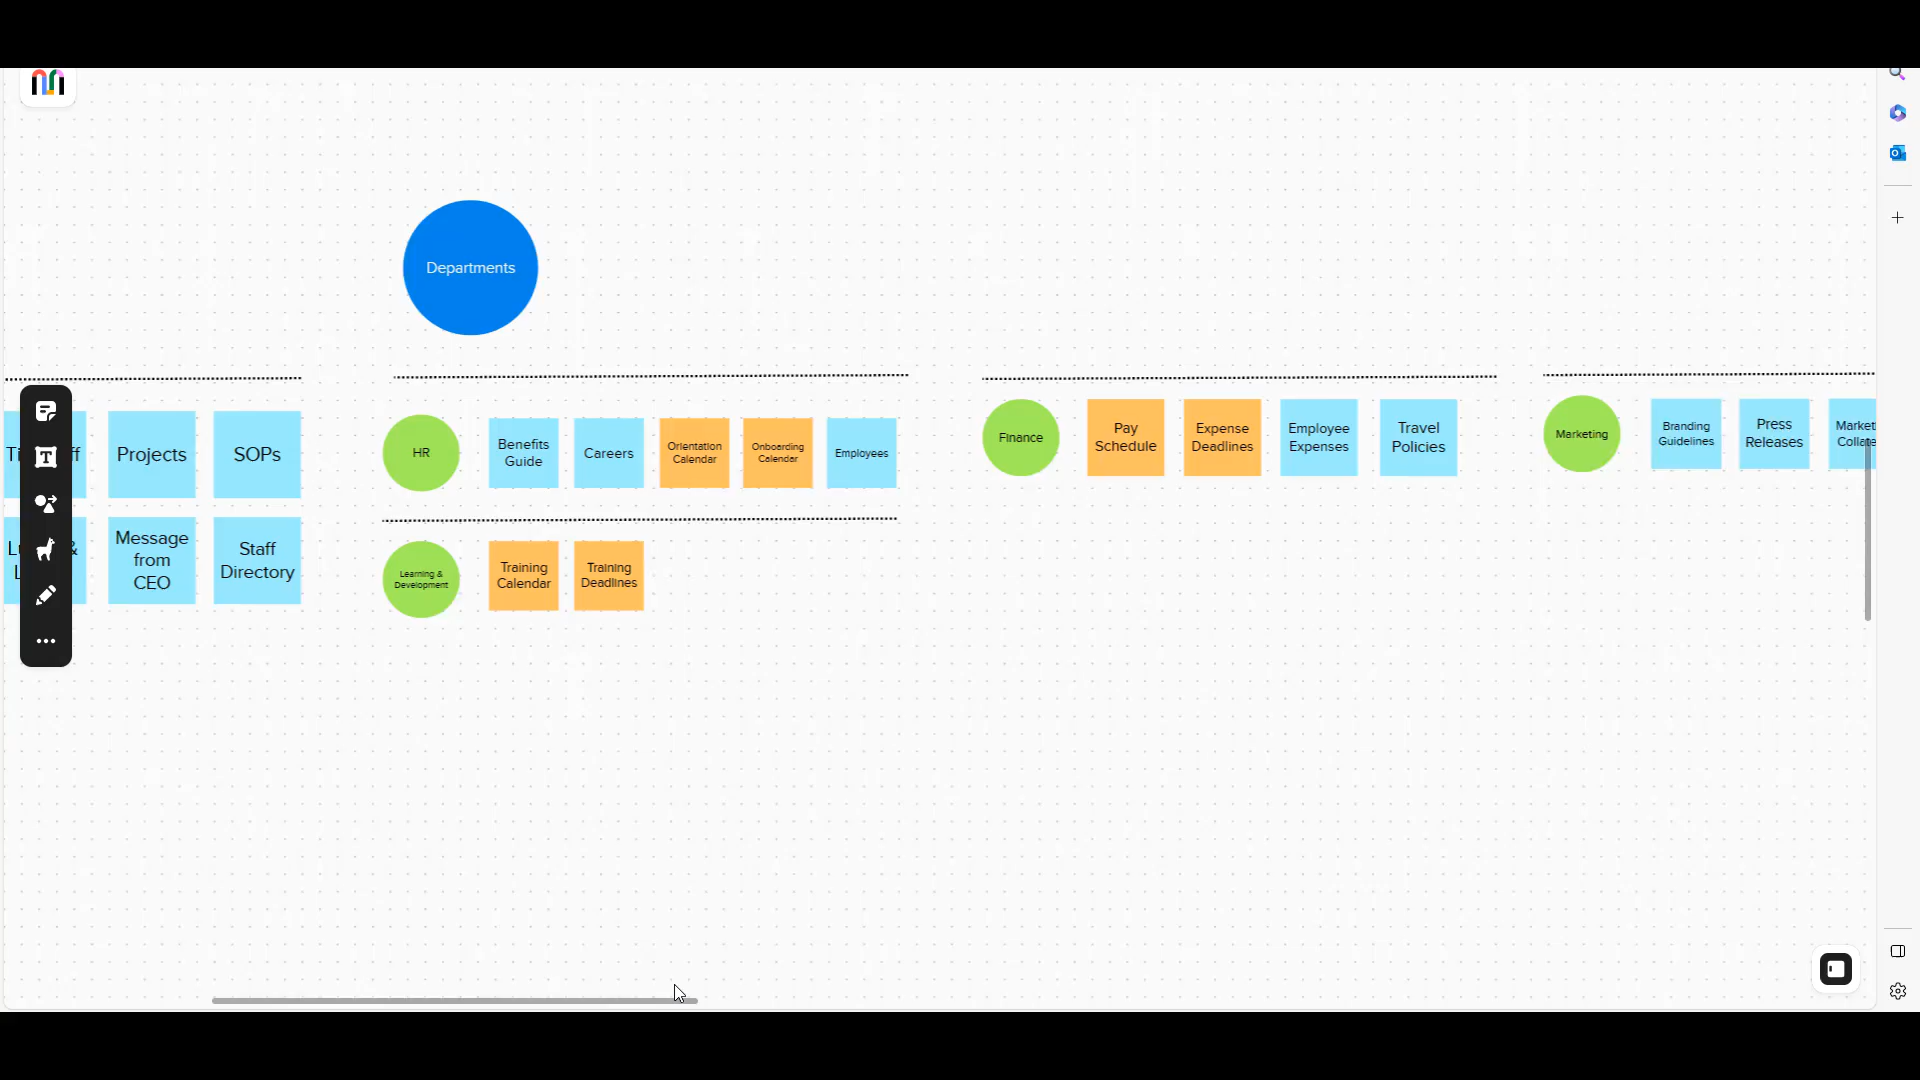 Departments
Projects
SOPs
Message
from
CEO
Staff
Directory
HR
Benefits
Guide
Careers
Orientation
Calendar
Onboarding
Calendar
Employees
Learning &
Development
Training
Calendar
Training
Deadlines
Finance
Pay
Schedule
Expense
Deadlines
Employee
Expenses
Travel
Policies
Marketing
Branding
Guidelines
Press
Releases